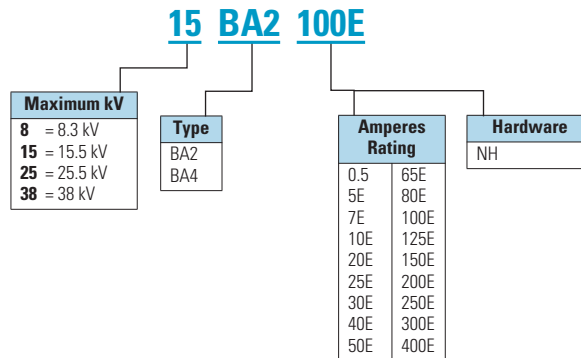 15 BA2 100E
Maximum kV
8 = 8.3 kV
15 = 15.5 kV
25 = 25.5 kV
38 = 38 kV
Type
BA2
BA4
Amperes
Rating
0.5 65E
5E 80E
7E 100E
10E 125E
20E 150E
25E 200E
30E 250E
40E 300E
50E 400E
Hardware
NH